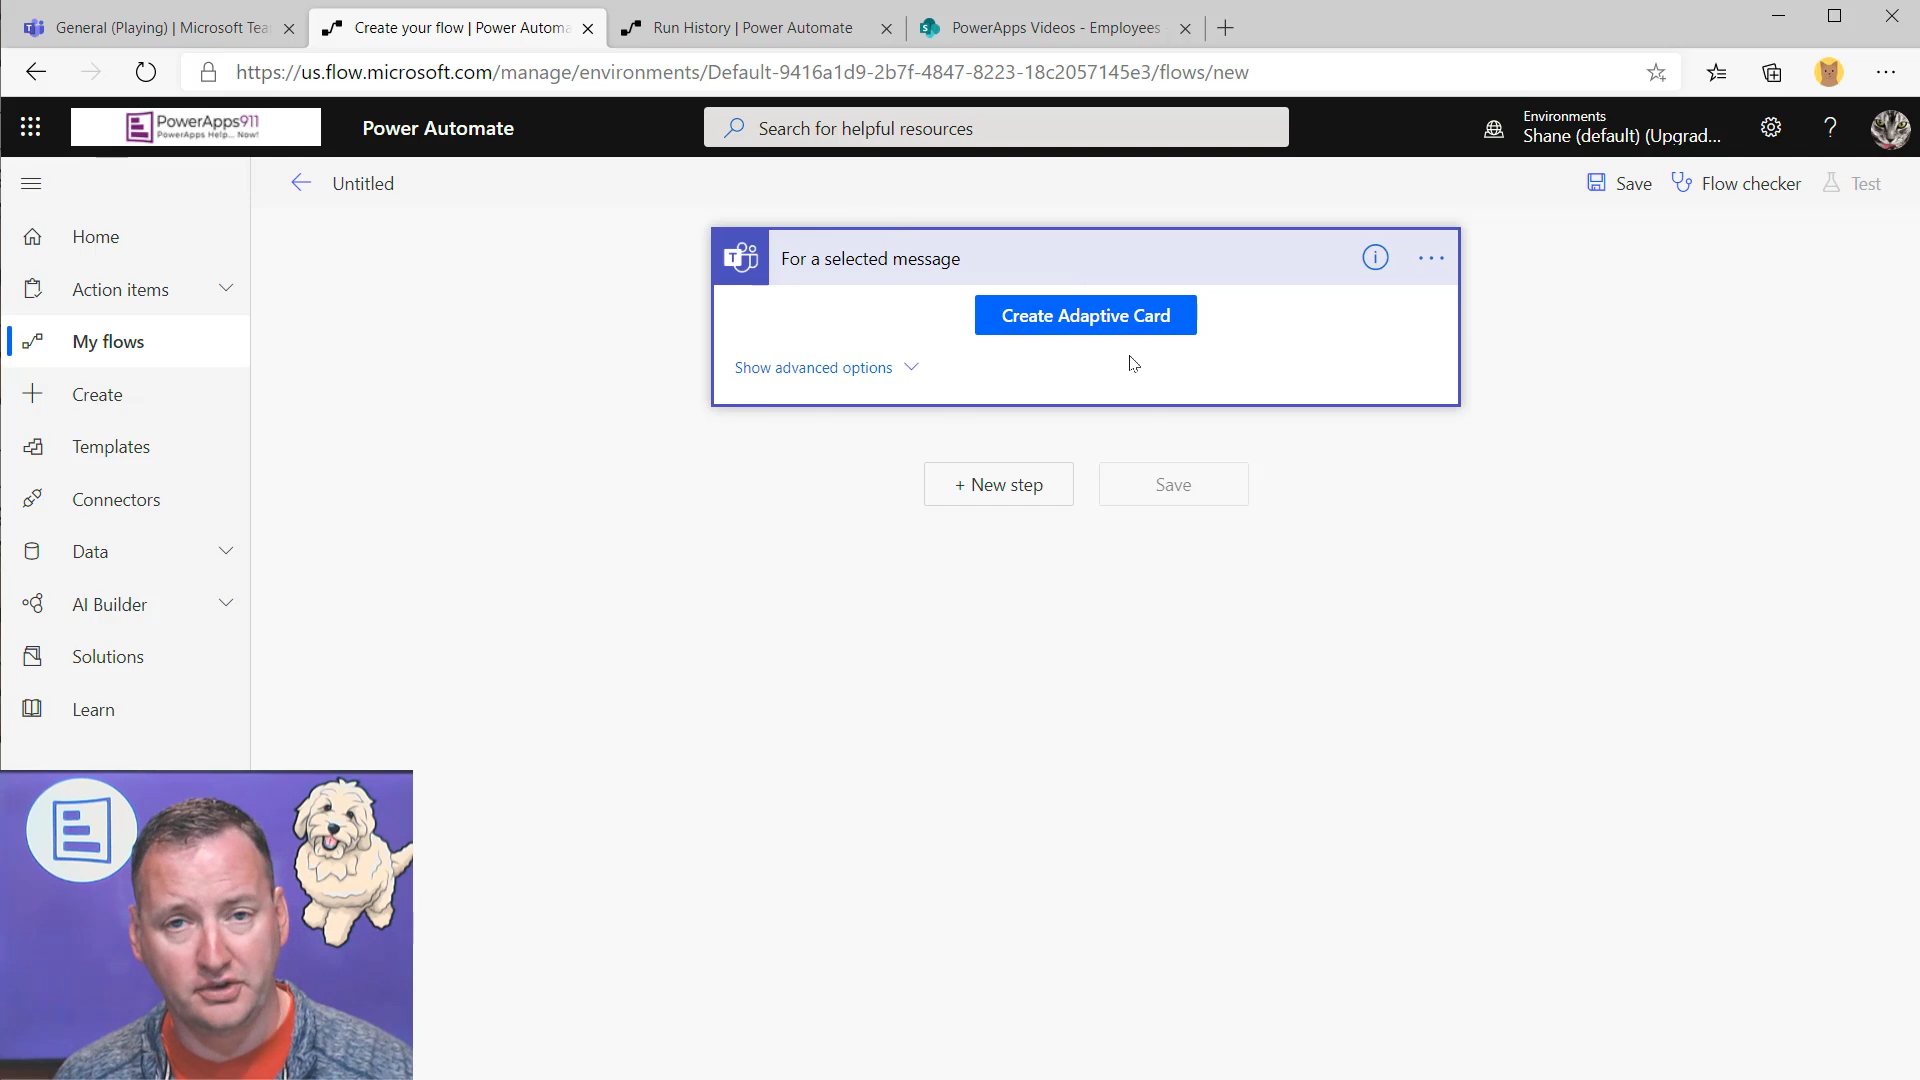 General (Playing) | Microsoft Tea
Create your flow | Power Automa
Run History | Power Automate
PowerApps Videos - Employees
https://us.flow.microsoft.com/manage/environments/Default-9416a1d9-2b7f-4847-8223-18c2057145e3/flows/new
PowerApps911
PowerApps Help... Now!
Power Automate
Search for helpful resources
Environments
Shane (default) (Upgrad...
?
Untitled
Save
Flow checker
Test
Home
Action items
My flows
Create
Templates
Connectors
Data
AI Builder
Solutions
Learn
T
For a selected message
Create Adaptive Card
Show advanced options
+ New step
Save